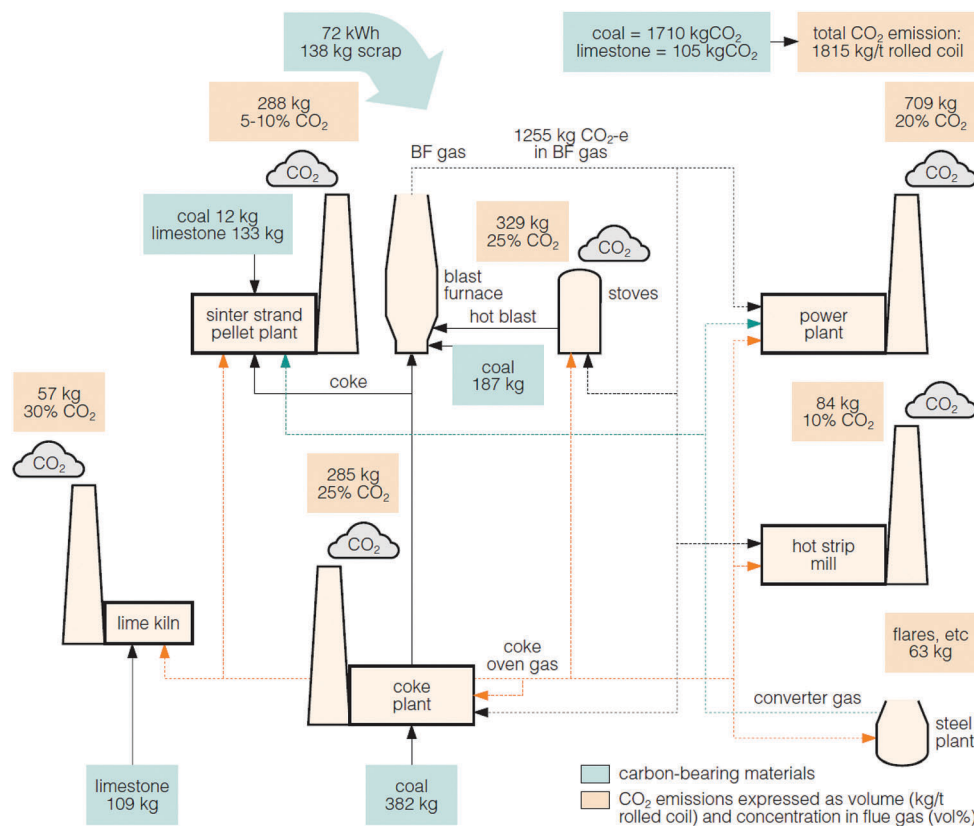 72 kWh
138 kg scrap
coal = 1710 kgCO₂
limestone = 105 kgCO₂
total CO₂ emission:
1815 kg/t rolled coil
288 kg
5-10% CO₂
709 kg
20% CO₂
1255 kg CO₂-e
in BF gas
BF gas
CO₂
CO₂
coal 12 kg
limestone 133 kg
329 kg
25% CO₂
CO₂
blast
furnace
stoves
sinter strand
pellet plant
hot blast
power
plant
coal
187 kg
coke
57 kg
30% CO₂
84 kg
10% CO₂
CO₂
CO₂
285 kg
25% CO₂
CO₂
hot strip
mill
lime kiln
flares, etc
63 kg
coke
oven gas
coke
plant
converter gas
steel
plant
limestone
109 kg
coal
382 kg
carbon-bearing materials
CO₂ emissions expressed as volume (kg/t
rolled coil) and concentration in flue gas (vol%)